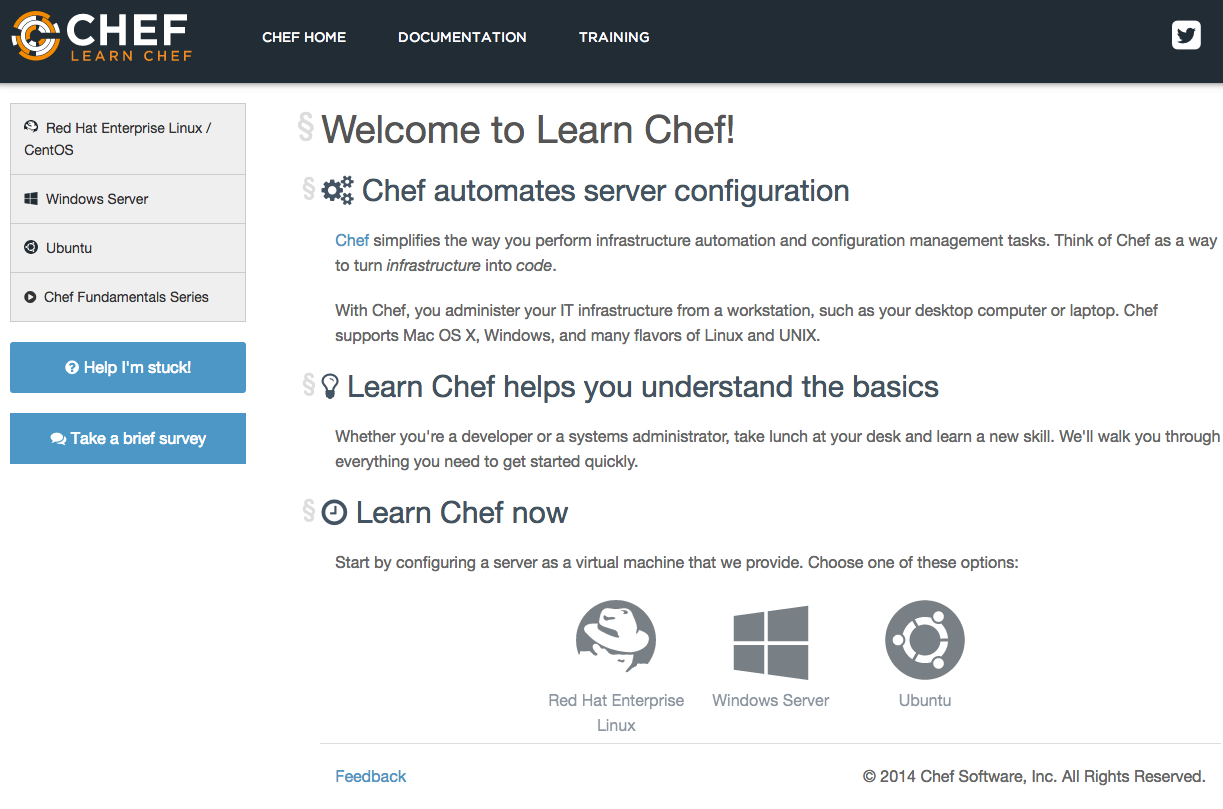 CHEF
LEARN CHEF
CHEF HOME
DOCUMENTATION
TRAINING
Red Hat Enterprise Linux /
CentOS
Windows Server
Ubuntu
Chef Fundamentals Series
Help I'm stuck!
Take a brief survey
§ Welcome to Learn Chef!
§ Chef automates server configuration
Chef simplifies the way you perform infrastructure automation and configuration management tasks. Think of Chef as a way
to turn infrastructure into code.
With Chef, you administer your IT infrastructure from a workstation, such as your desktop computer or laptop. Chef
supports Mac OS X, Windows, and many flavors of Linux and UNIX.
§ Learn Chef helps you understand the basics
Whether you're a developer or a systems administrator, take lunch at your desk and learn a new skill. We'll walk you through
everything you need to get started quickly.
§ Learn Chef now
Start by configuring a server as a virtual machine that we provide. Choose one of these options:
Red Hat Enterprise
Linux
Windows Server
Ubuntu
Feedback
© 2014 Chef Software, Inc. All Rights Reserved.